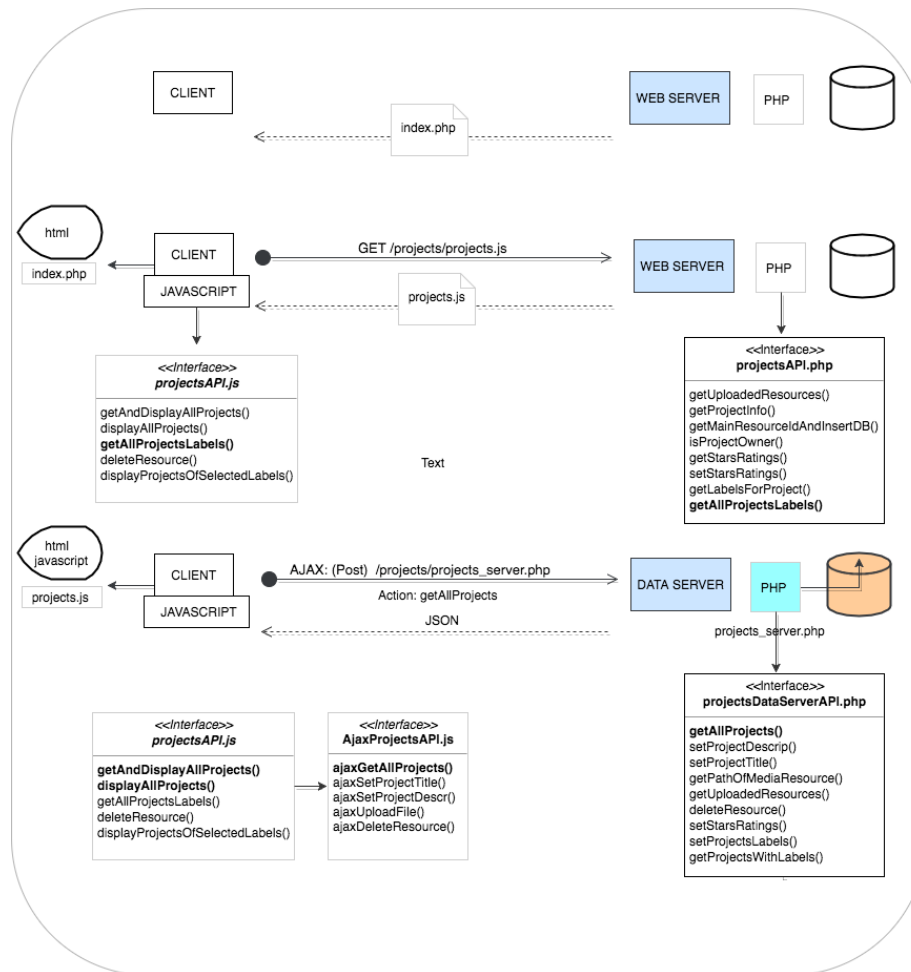 CLIENT
WEB SERVER
PHP
index.php
html
index.php
CLIENT
JAVASCRIPT
GET /projects/projects.js
projects.js
WEB SERVER
PHP
<<Interface>>
projectsAPI.js
getAndDisplayAllProjects()
displayAllProjects()
getAllProjectsLabels()
deleteResource()
displayProjectsOfSelectedLabels()
Text
<<Interface>>
projectsAPI.php
getUploadedResources()
getProjectInfo()
getMainResourceIdAndInsertDB()
isProjectOwner()
getStarsRatings()
setStarsRatings()
getLabelsForProject()
getAllProjectsLabels()
html
javascript
projects.js
CLIENT
JAVASCRIPT
AJAX: (Post) /projects/projects_server.php
Action: getAllProjects
JSON
DATA SERVER
PHP
projects_server.php
<<Interface>>
projectsAPI.js
getAndDisplayAllProjects()
displayAllProjects()
getAllProjectsLabels()
deleteResource()
displayProjectsOfSelectedLabels()
<<Interface>>
AjaxProjectsAPI.js
ajaxGetAllProjects()
ajaxSetProjectTitle()
ajaxSetProjectDescr()
ajaxUploadFile()
ajaxDeleteResource()
<<Interface>>
projectsDataServerAPI.php
getAllProjects()
setProjectDescrip()
setProjectTitle()
getPathOfMediaResource()
getUploadedResources()
deleteResource()
setStarsRatings()
setProjectsLabels()
getProjectsWithLabels()